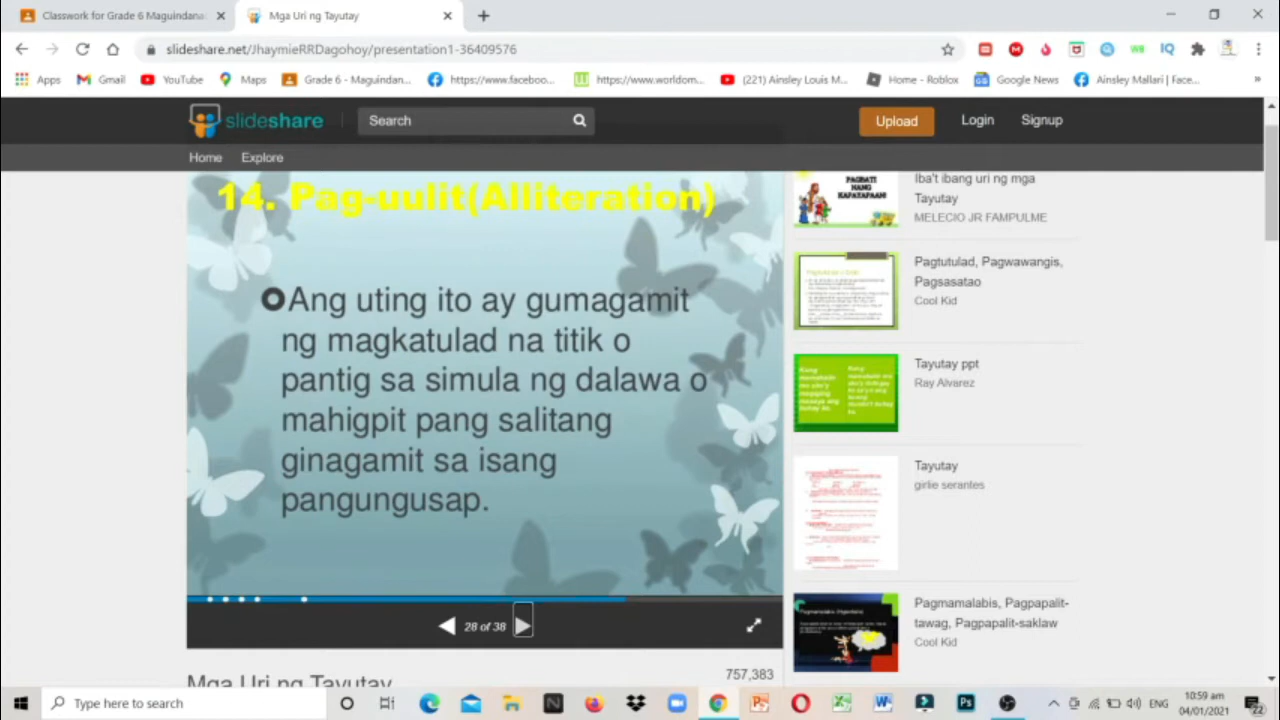 Classwork for Grade 6 Maguindana
Mga Uri ng Tayutay
slideshare.net/JhaymieRRDagohoy/presentation1-36409576
Apps
Gmail
YouTube
Maps
Grade 6 - Maguindan...
https://www.faceboo...
https://www.worldom...
(221) Ainsley Louis M...
Home - Roblox
Google News
Ainsley Mallari | Face...
slideshare
Search
Upload
Login
Signup
Home
Explore
14. Pag-uulit(Alliteration)
Ang uting ito ay gumagamit
ng magkatulad na titik o
pantig sa simula ng dalawa o
mahigpit pang salitang
ginagamit sa isang
pangungusap.
28 of 38
Mga Uri ng Tayutay
757,383
PAGBATI
NANG
KAPATAPAAN!
Iba't ibang uri ng mga
Tayutay
MELECIO JR FAMPULME
Pagtutulad, Pagwawangis,
Pagsasatao
Cool Kid
Tayutay ppt
Ray Alvarez
Tayutay
girlie serantes
Pagmamalabis, Pagpapalit-
tawag, Pagpapalit-saklaw
Cool Kid
Type here to search
ENG
10:59 am
04/01/2021
22